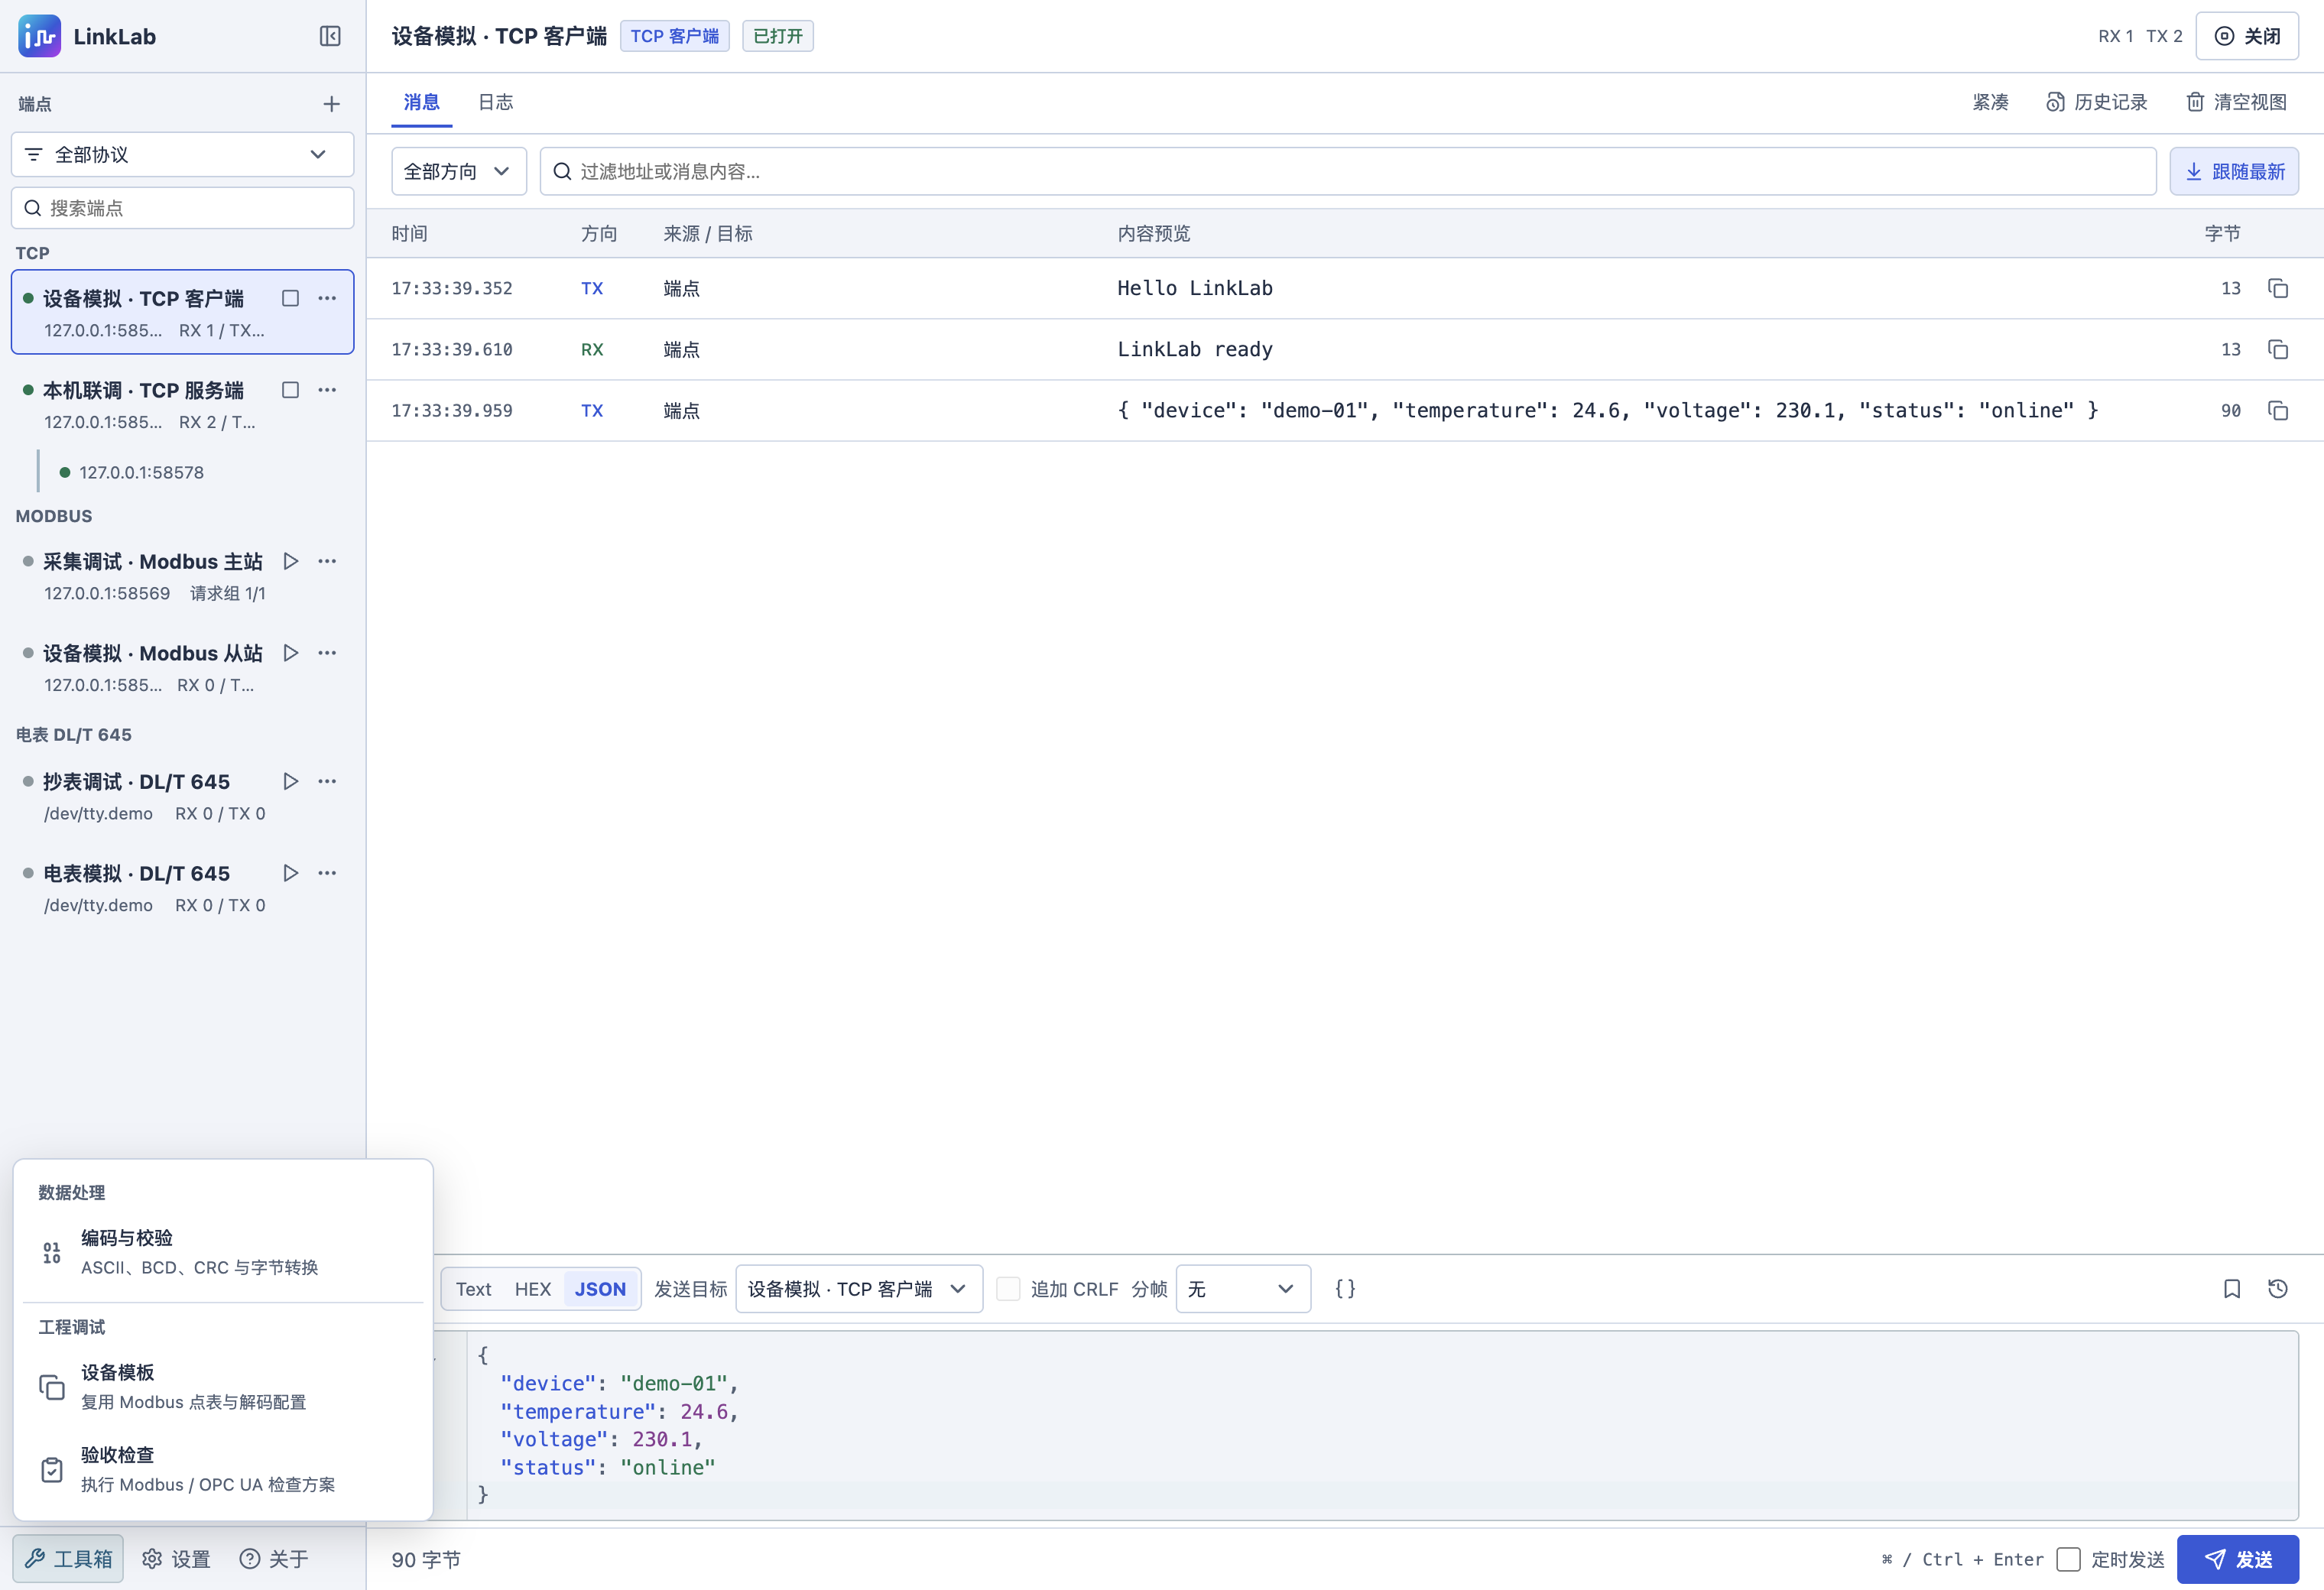 LinkLab
端点
全部协议
搜索端点
TCP
设备模拟 · TCP 客户端
127.0.0.1:585... RX 1 / TX...
本机联调 · TCP 服务端
127.0.0.1:585... RX 2 / T...
127.0.0.1:58578
MODBUS
采集调试 · Modbus 主站
127.0.0.1:58569 请求组 1/1
设备模拟 · Modbus 从站
127.0.0.1:585... RX 0 / T...
电表 DL/T 645
抄表调试 · DL/T 645
/dev/tty.demo RX 0 / TX 0
电表模拟 · DL/T 645
/dev/tty.demo RX 0 / TX 0
数据处理
编码与校验
ASCII、BCD、CRC 与字节转换
工程调试
设备模板
复用 Modbus 点表与解码配置
验收检查
执行 Modbus / OPC UA 检查方案
工具箱 设置 关于
设备模拟 · TCP 客户端 TCP 客户端 已打开 RX 1 TX 2 关闭
消息 日志 紧凑 历史记录 清空视图
全部方向 过滤地址或消息内容... 跟随最新
时间 方向 来源 / 目标 内容预览 字节
17:33:39.352 TX 端点 Hello LinkLab 13
17:33:39.610 RX 端点 LinkLab ready 13
17:33:39.959 TX 端点 { "device": "demo-01", "temperature": 24.6, "voltage": 230.1, "status": "online" } 90
Text HEX JSON 发送目标 设备模拟 · TCP 客户端 追加 CRLF 分帧 无 {}
{
"device": "demo-01",
"temperature": 24.6,
"voltage": 230.1,
"status": "online"
}
90 字节 ⌘ / Ctrl + Enter 定时发送 发送